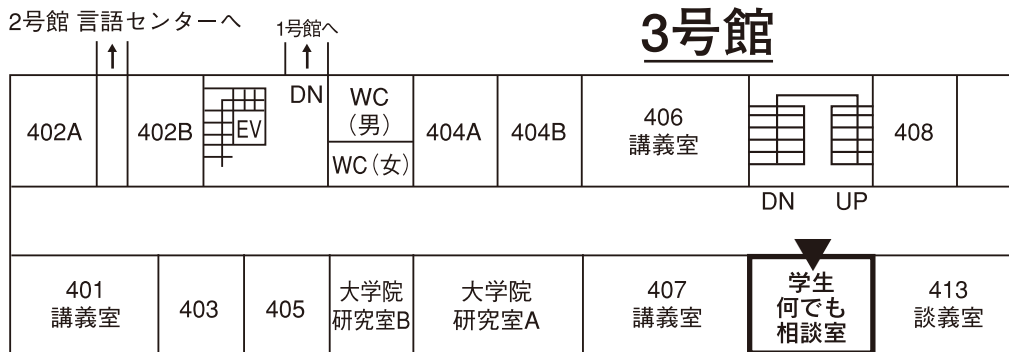 2号館 言語センターへ
1号館へ
3号館
402A
402B
EV
DN
WC
(男)
WC(女)
404A
404B
406
講義室
408
DN
UP
401
講義室
403
405
大学院
研究室B
大学院
研究室A
407
講義室
学生
何でも
相談室
413
談義室